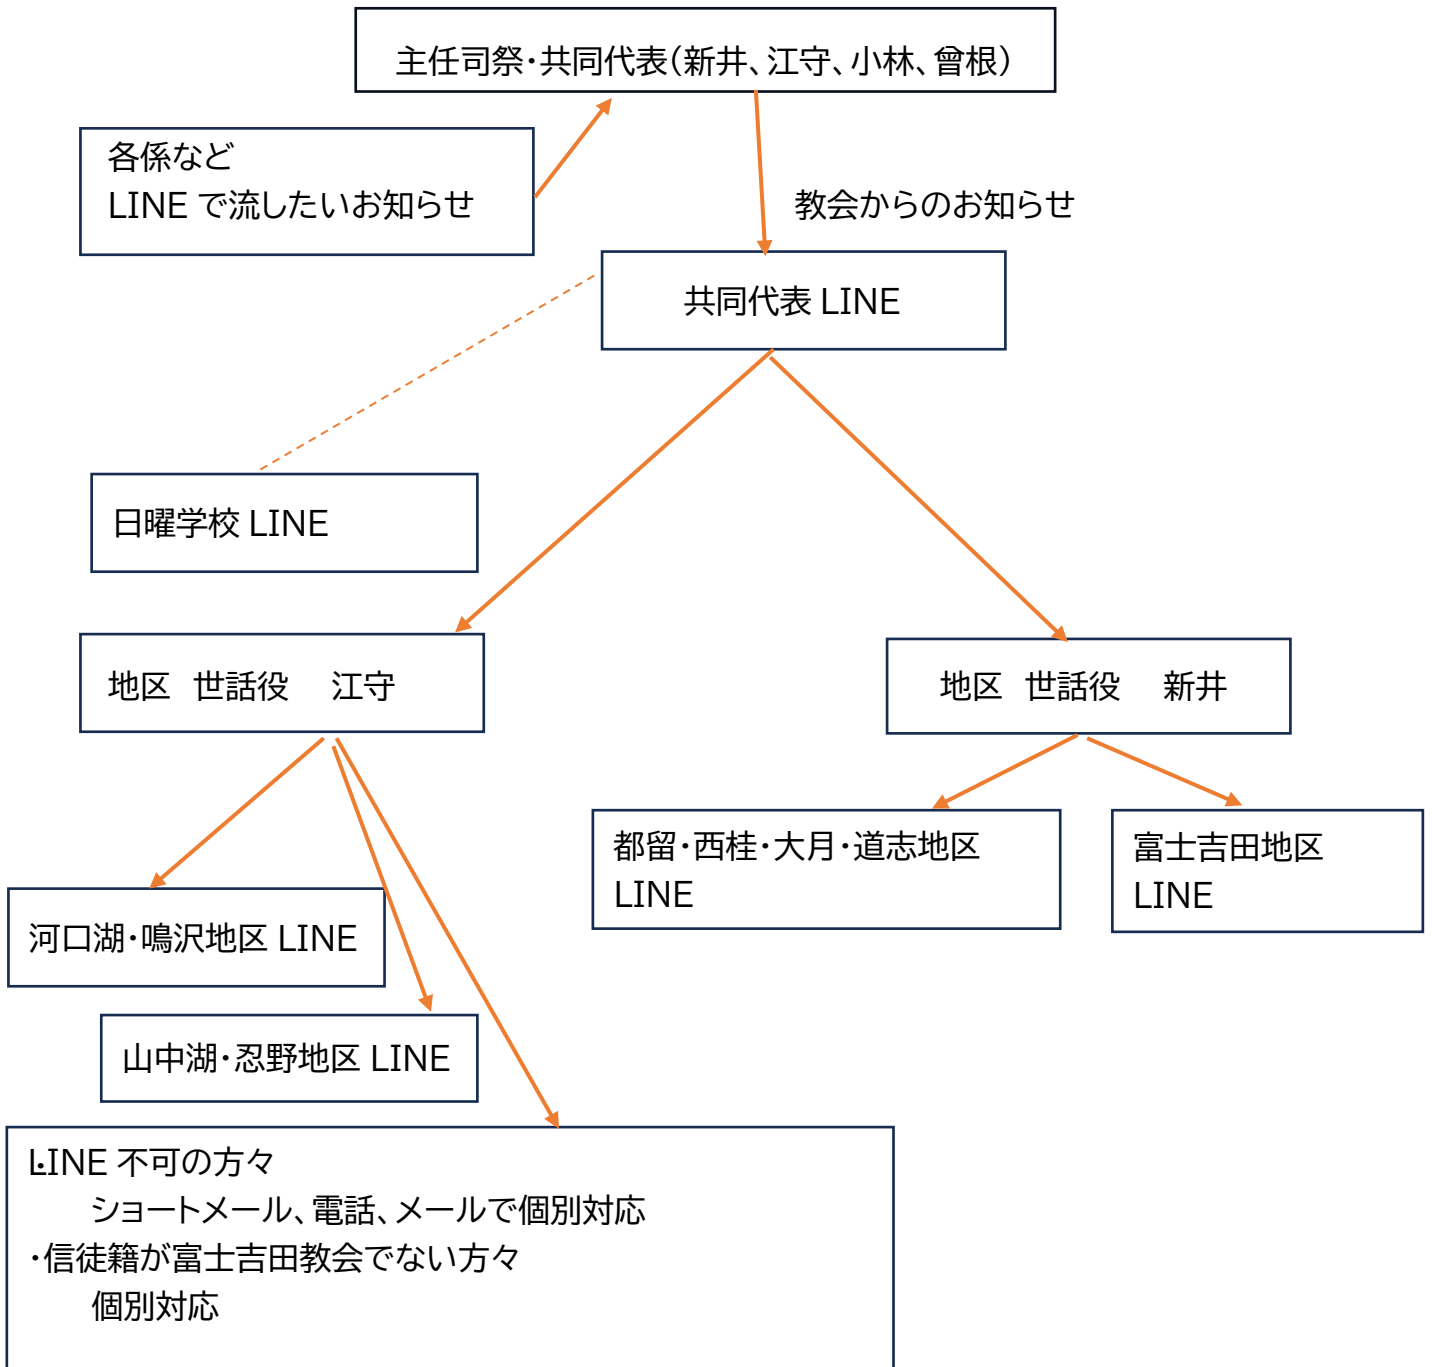 主任司祭・共同代表（新井、江守、小林、曾根）
各係など
LINE で流したいお知らせ
教会からのお知らせ
共同代表 LINE
日曜学校 LINE
地区 世話役 江守
地区 世話役 新井
都留・西桂・大月・道志地区
LINE
富士吉田地区
LINE
河口湖・鳴沢地区 LINE
山中湖・忍野地区 LINE
・LINE 不可の方々
ショートメール、電話、メールで個別対応
・信徒籍が富士吉田教会でない方々
個別対応